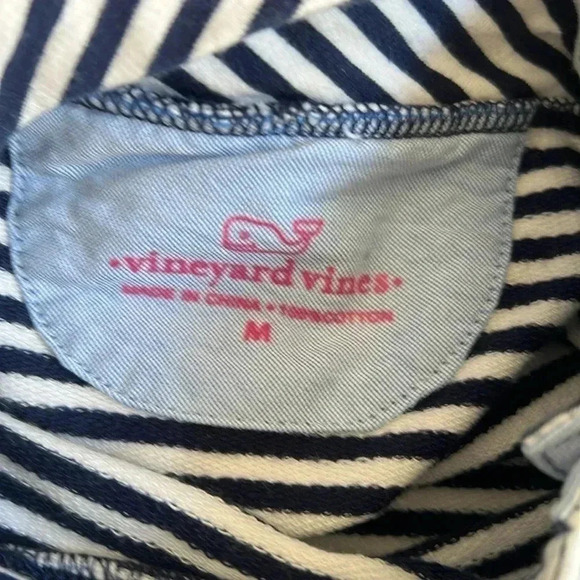 •vineyard vines•
MADE IN CHINA • 100%COTTON
M